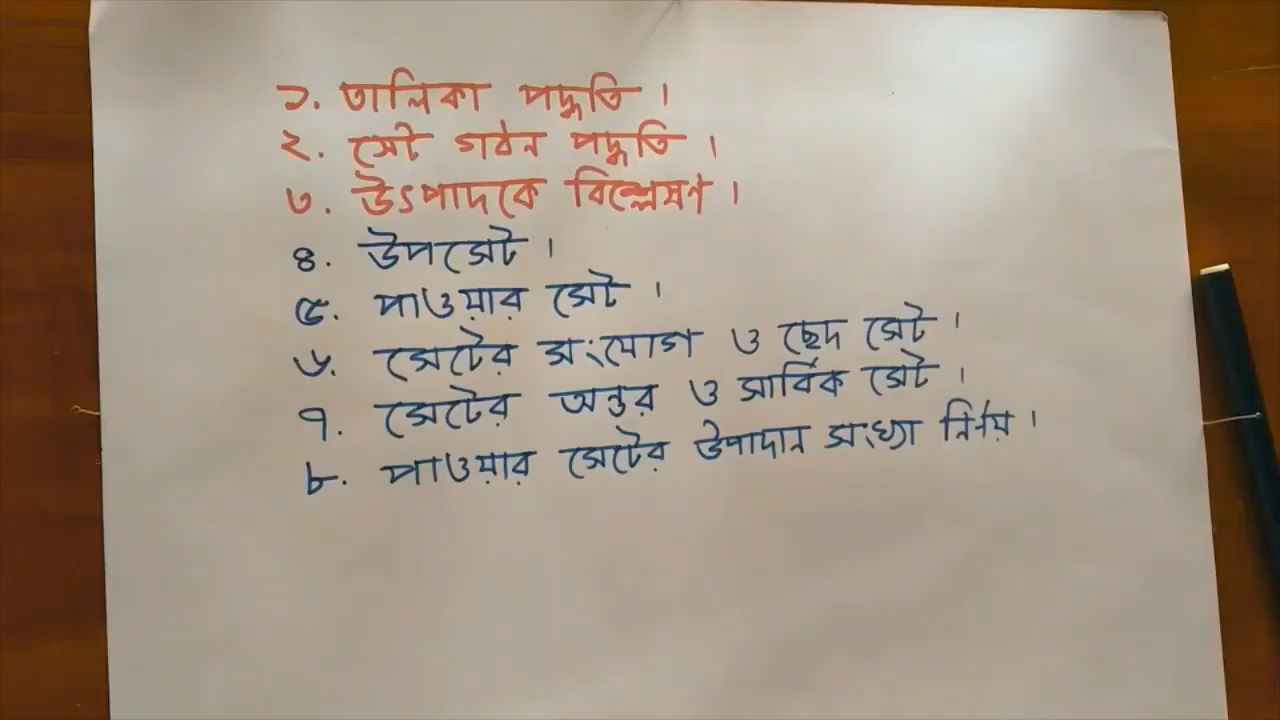 ১. তালিকা পদ্ধতি ।
২. সেট গঠন পদ্ধতি ।
৩. উৎপাদকে বিশ্লেষণ ।
৪. উপসেট ।
৫. পাওয়ার সেট ।
৬. সেটের সংযোগ ও ছেদ সেট ।
৭. সেটের অন্তর ও সার্বিক সেট ।
৮. পাওয়ার সেটের উপাদান সংখ্যা নির্নয় ।